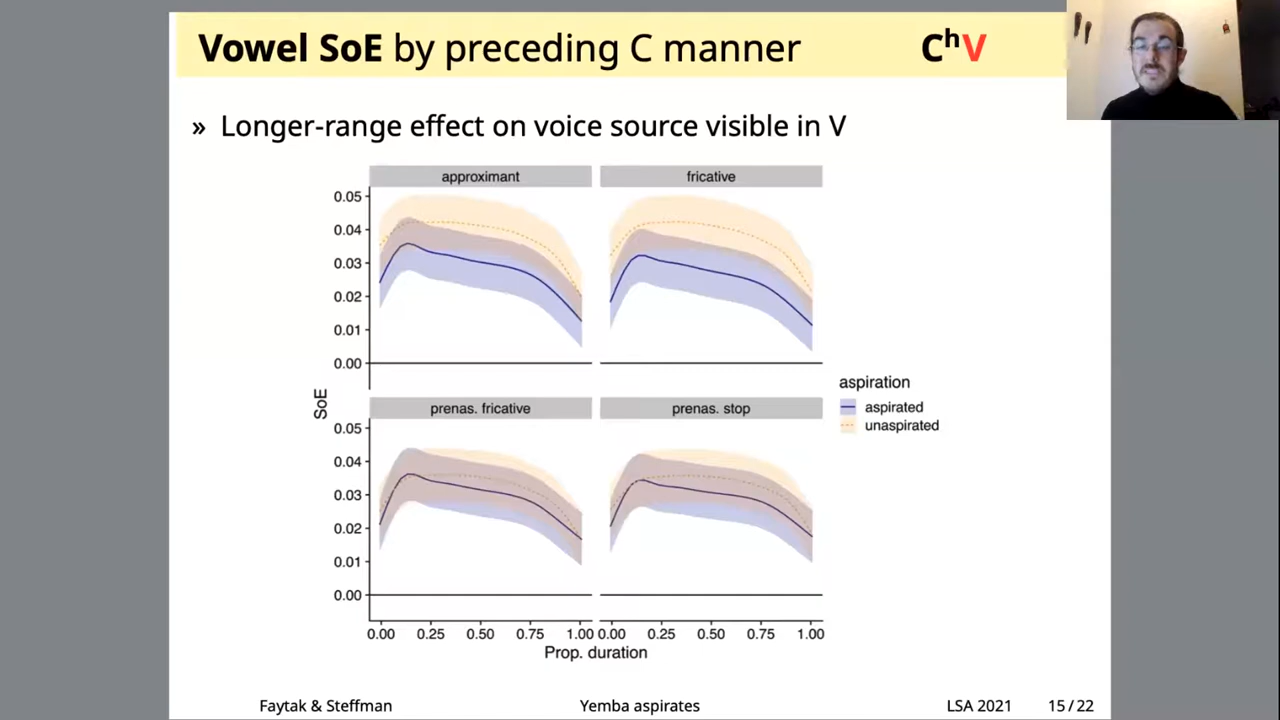 Vowel SoE by preceding C manner CʰV
» Longer-range effect on voice source visible in V
approximant fricative
0.05
0.04
0.03
0.02
0.01
0.00
SoE
prenas. fricative prenas. stop
0.05
0.04
0.03
0.02
0.01
0.00
0.00 0.25 0.50 0.75 1.00 0.00 0.25 0.50 0.75 1.00
Prop. duration
aspiration
aspirated
unaspirated
Faytak & Steffman Yemba aspirates LSA 2021 15 / 22